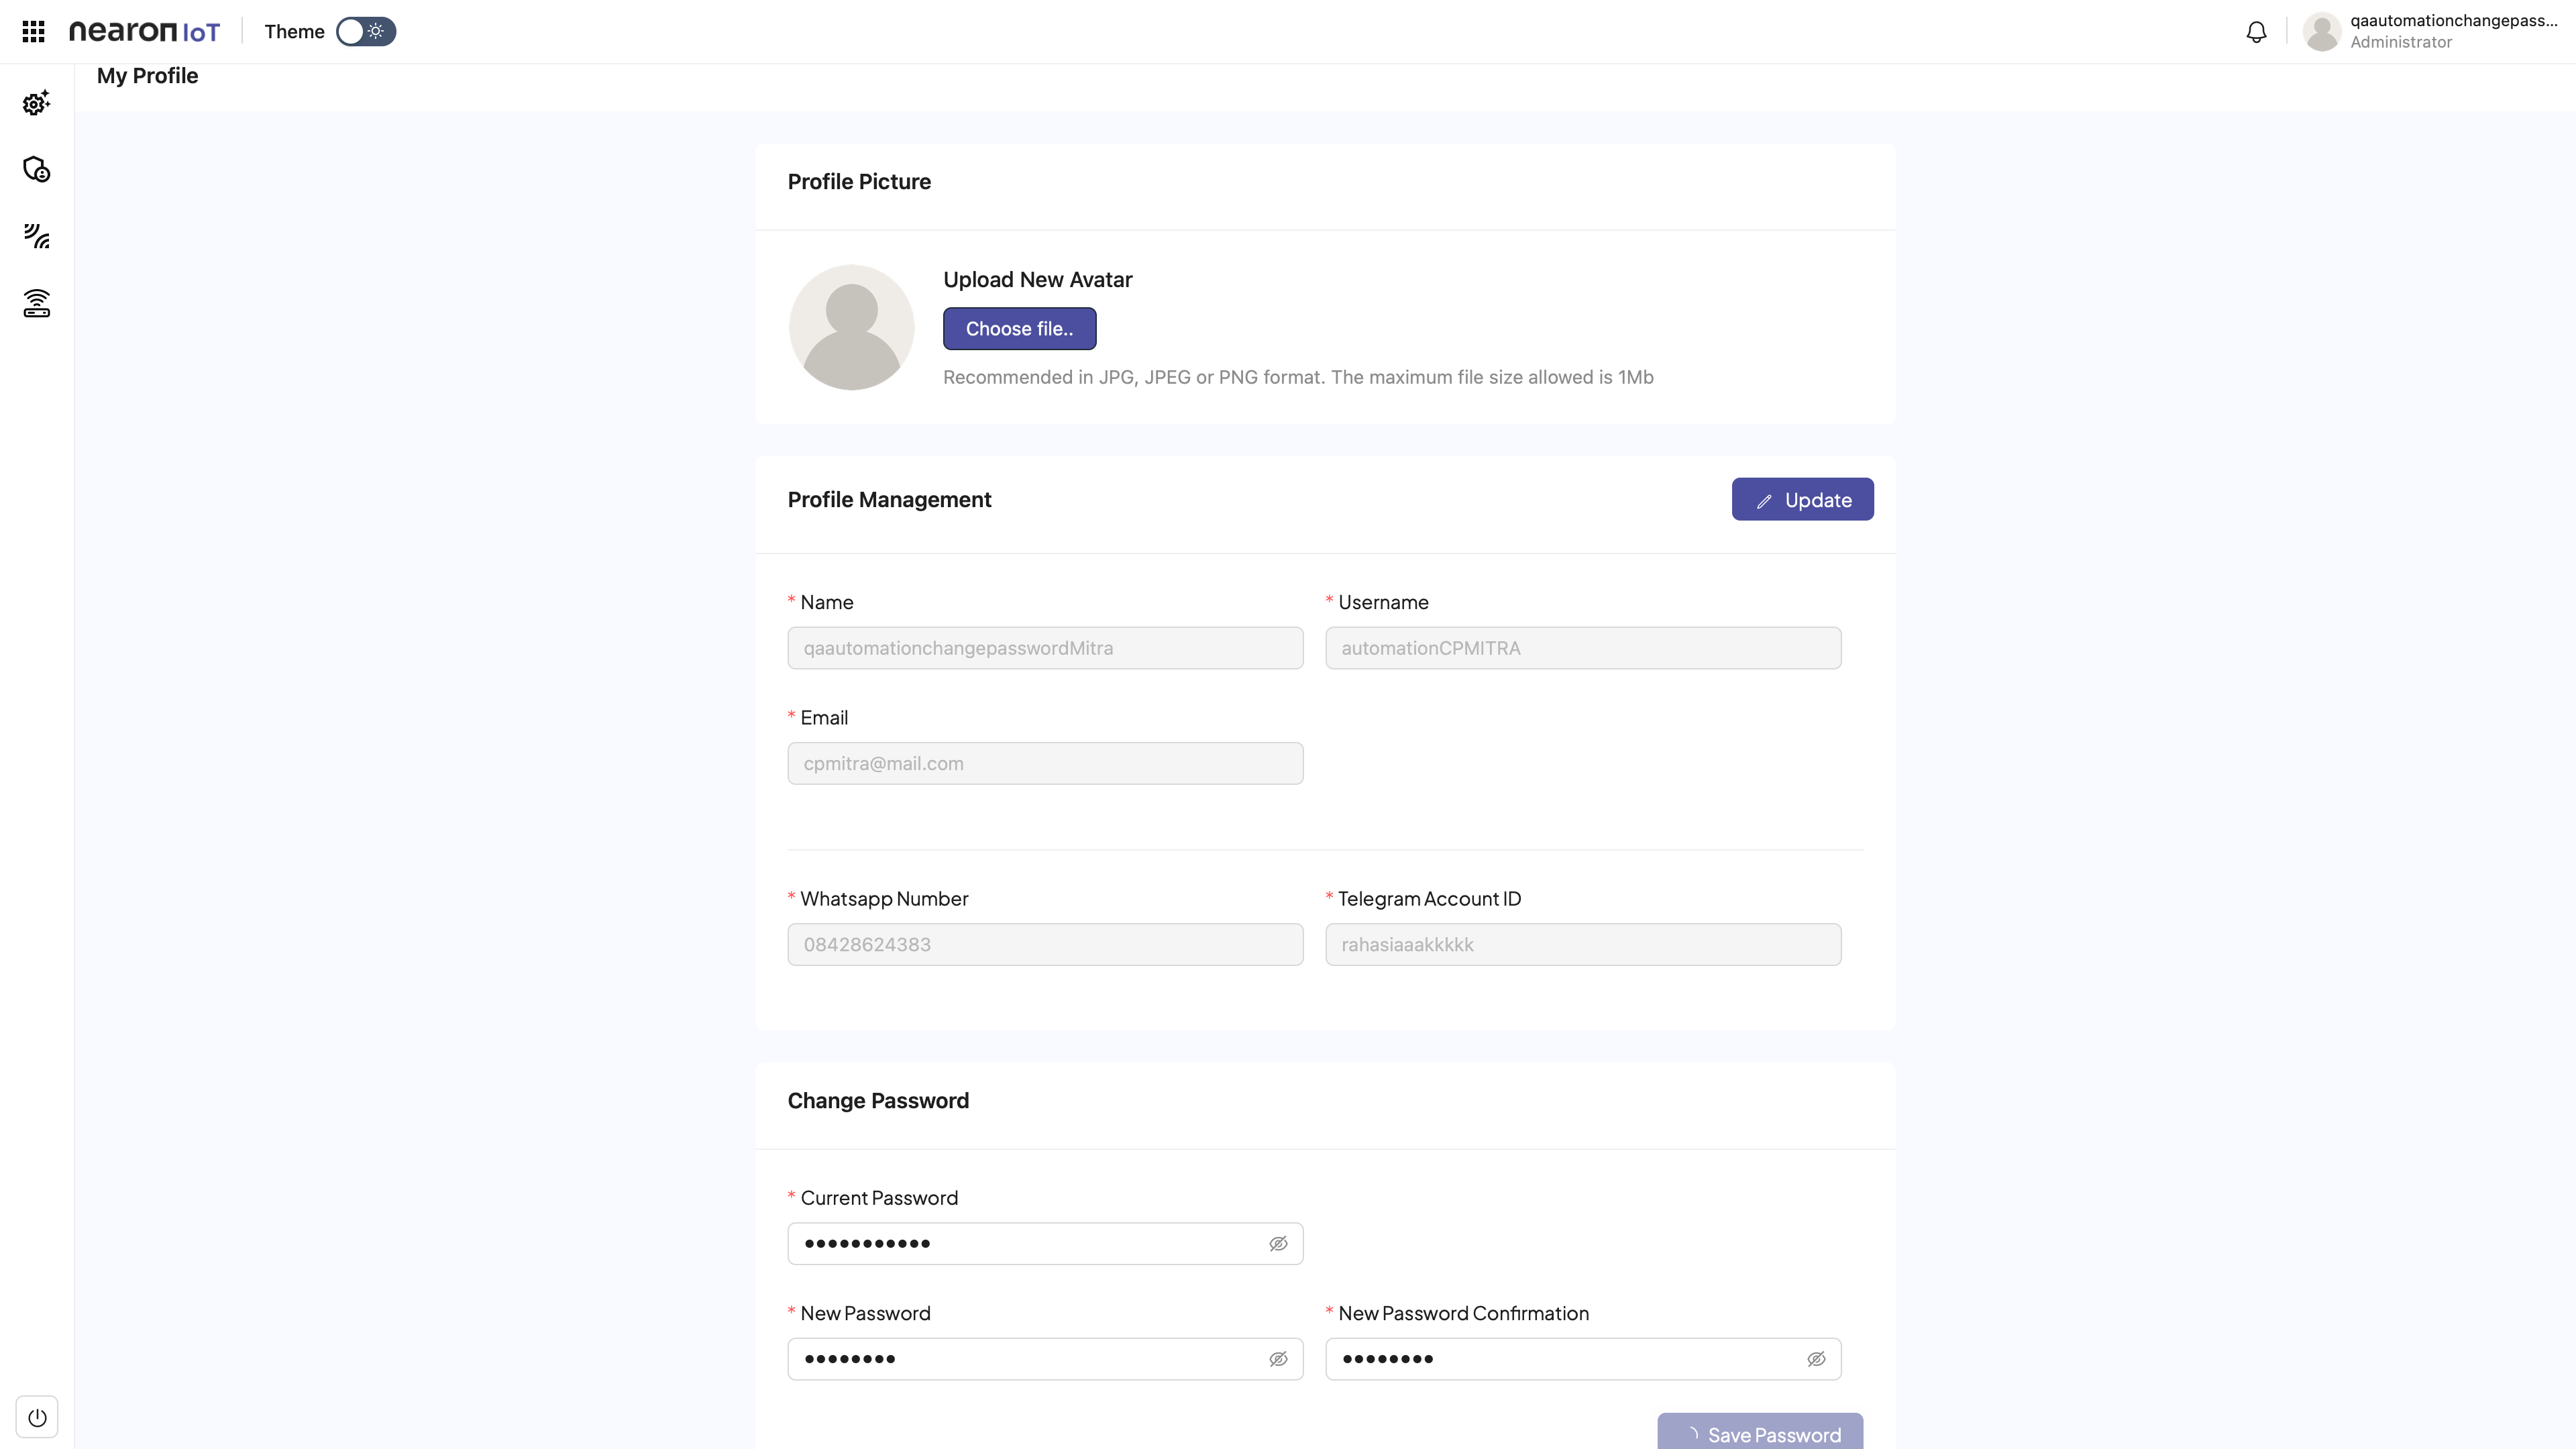 nearon IoT
Theme
qaautomationchangepass...
Administrator
My Profile
Profile Picture
Upload New Avatar
Choose file..
Recommended in JPG, JPEG or PNG format. The maximum file size allowed is 1Mb
Profile Management
Update
* Name
* Username
qaautomationchangepasswordMitra
automationCPMITRA
* Email
cpmitra@mail.com
* Whatsapp Number
* Telegram Account ID
08428624383
rahasiaaakkkkk
Change Password
* Current Password
•••••••••••
* New Password
* New Password Confirmation
••••••••
••••••••
Save Password